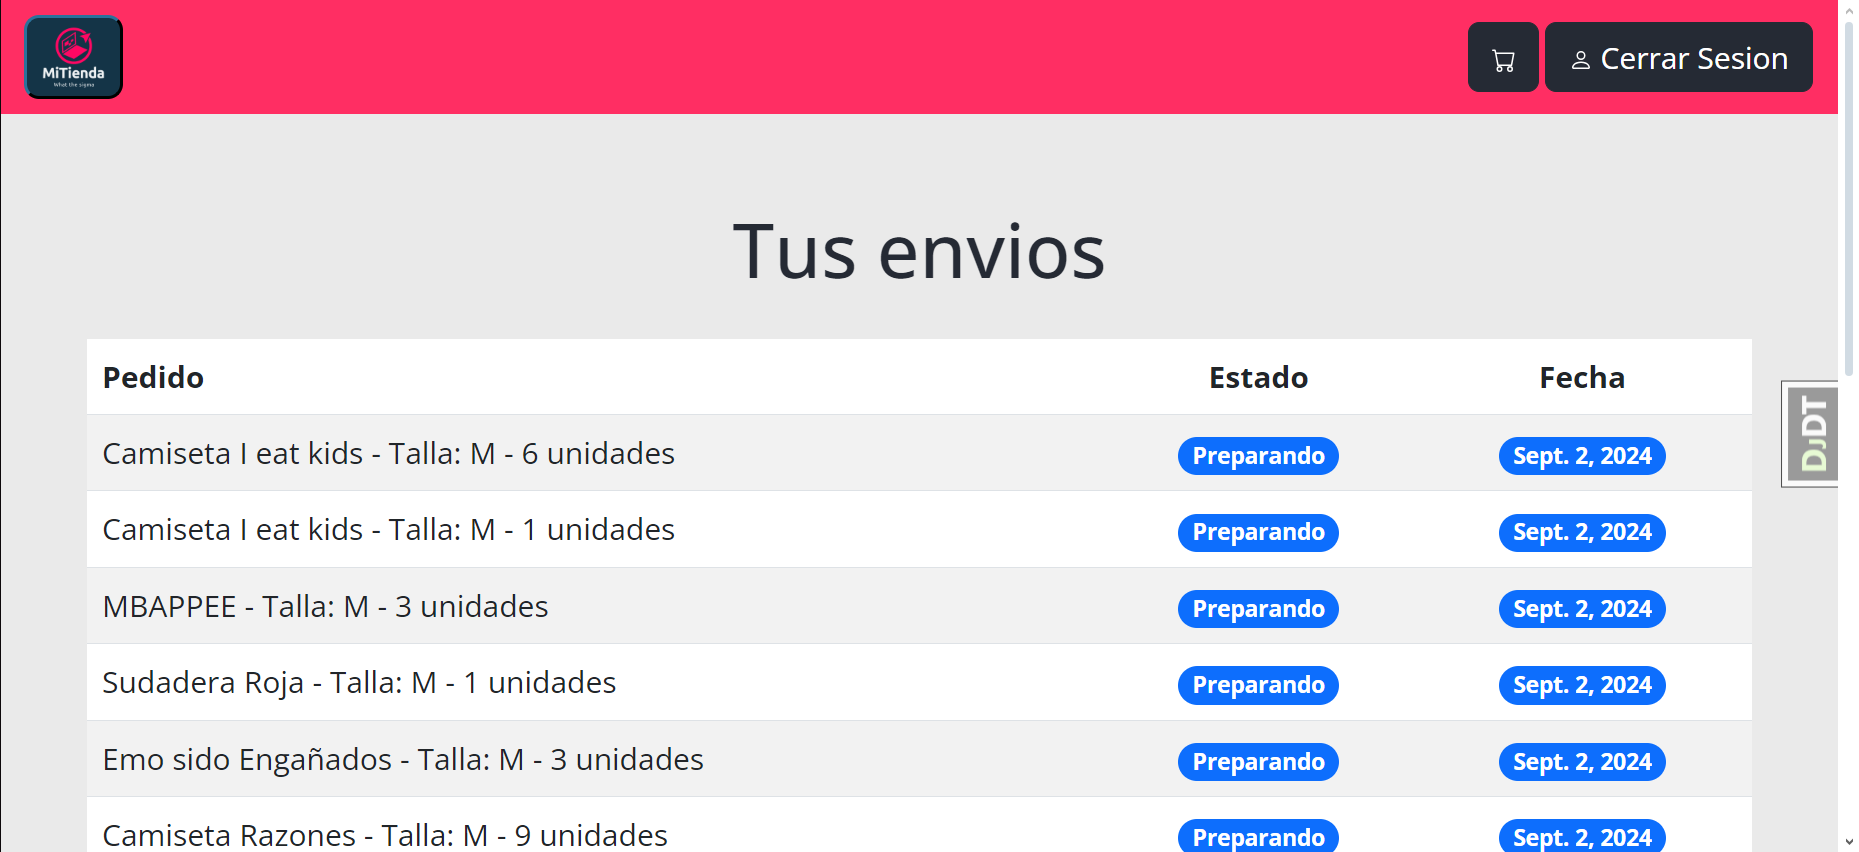 MiTienda
What the sigma
Cerrar Sesion
Tus envios
Pedido Estado Fecha
Camiseta I eat kids - Talla: M - 6 unidades Preparando Sept. 2, 2024
Camiseta I eat kids - Talla: M - 1 unidades Preparando Sept. 2, 2024
MBAPPEE - Talla: M - 3 unidades Preparando Sept. 2, 2024
Sudadera Roja - Talla: M - 1 unidades Preparando Sept. 2, 2024
Emo sido Engañados - Talla: M - 3 unidades Preparando Sept. 2, 2024
Camiseta Razones - Talla: M - 9 unidades Preparando Sept. 2, 2024
DJDT